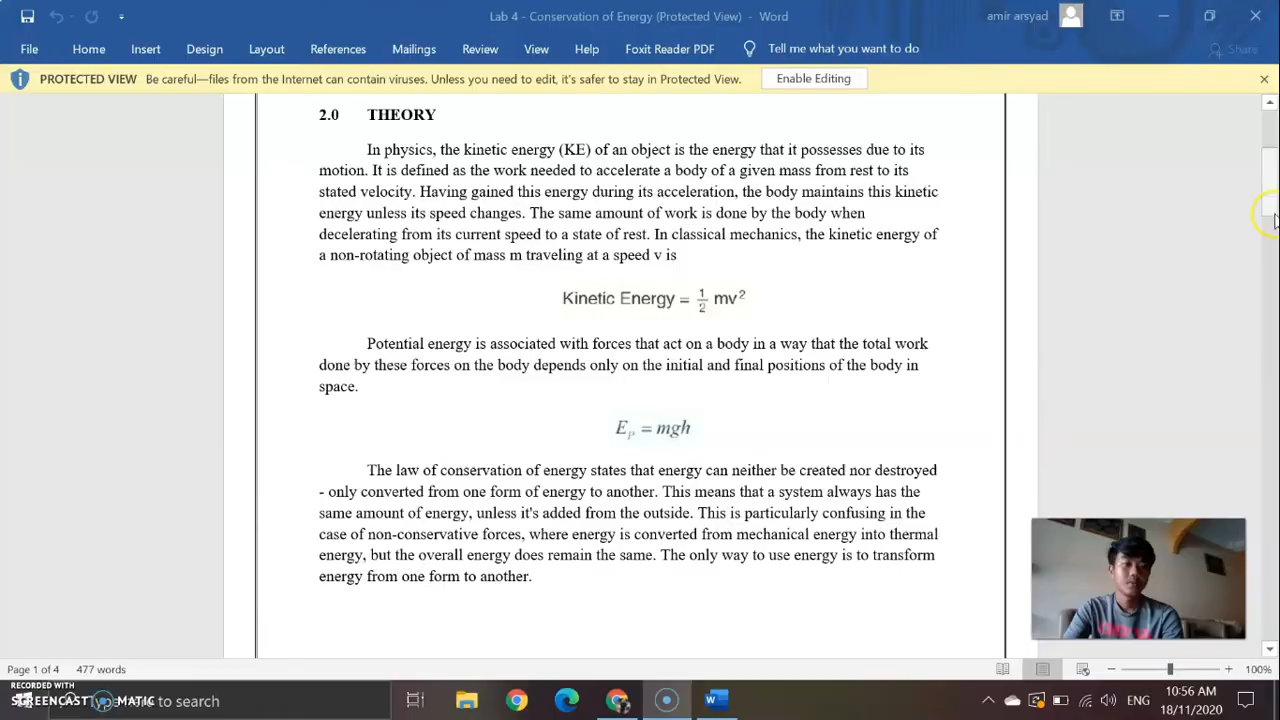 Lab 4 - Conservation of Energy (Protected View) - Word
amir arsyad
File Home Insert Design Layout References Mailings Review View Help Foxit Reader PDF Tell me what you want to do Share
PROTECTED VIEW Be careful—files from the Internet can contain viruses. Unless you need to edit, it's safer to stay in Protected View. Enable Editing
2.0 THEORY
In physics, the kinetic energy (KE) of an object is the energy that it possesses due to its
motion. It is defined as the work needed to accelerate a body of a given mass from rest to its
stated velocity. Having gained this energy during its acceleration, the body maintains this kinetic
energy unless its speed changes. The same amount of work is done by the body when
decelerating from its current speed to a state of rest. In classical mechanics, the kinetic energy of
a non-rotating object of mass m traveling at a speed v is
Kinetic Energy = 1/2 mv²
Potential energy is associated with forces that act on a body in a way that the total work
done by these forces on the body depends only on the initial and final positions of the body in
space.
E_P = mgh
The law of conservation of energy states that energy can neither be created nor destroyed
- only converted from one form of energy to another. This means that a system always has the
same amount of energy, unless it's added from the outside. This is particularly confusing in the
case of non-conservative forces, where energy is converted from mechanical energy into thermal
energy, but the overall energy does remain the same. The only way to use energy is to transform
energy from one form to another.
Page 1 of 4 477 words 100%
RECORDED WITH
SCREENCAST MATIC
Type here to search
ENG
10:56 AM
18/11/2020